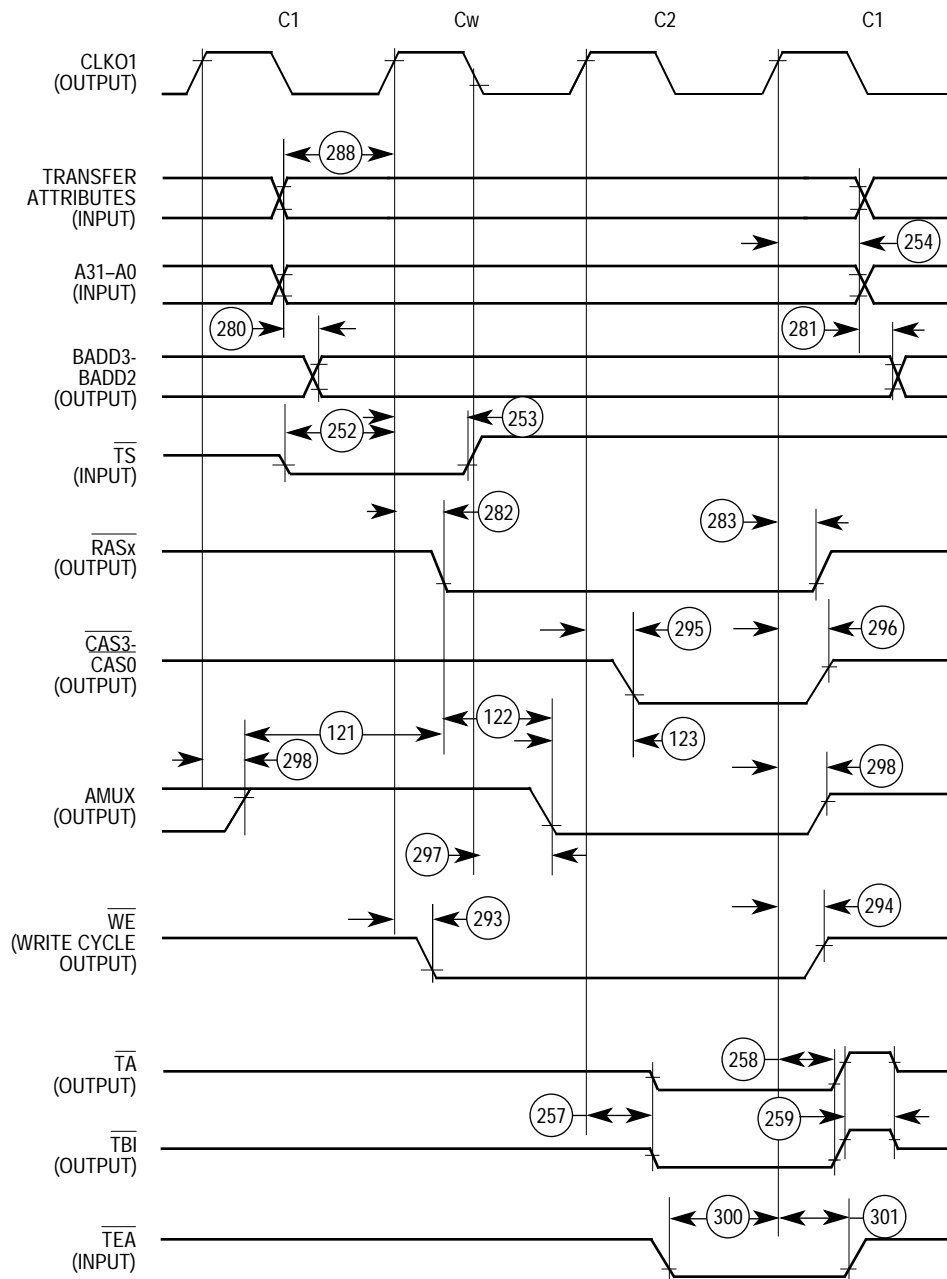 C1 Cw C2 C1
CLKO1
(OUTPUT)
288
TRANSFER
ATTRIBUTES
(INPUT)
254
A31–A0
(INPUT)
280 281
BADD3-
BADD2
(OUTPUT)
252 253
TS
(INPUT)
282 283
RASx
(OUTPUT)
295 296
CAS3-
CAS0
(OUTPUT)
122
121 123
298 298
AMUX
(OUTPUT)
297
293 294
WE
(WRITE CYCLE
OUTPUT)
258
TA
(OUTPUT)
257 259
TBI
(OUTPUT)
300 301
TEA
(INPUT)